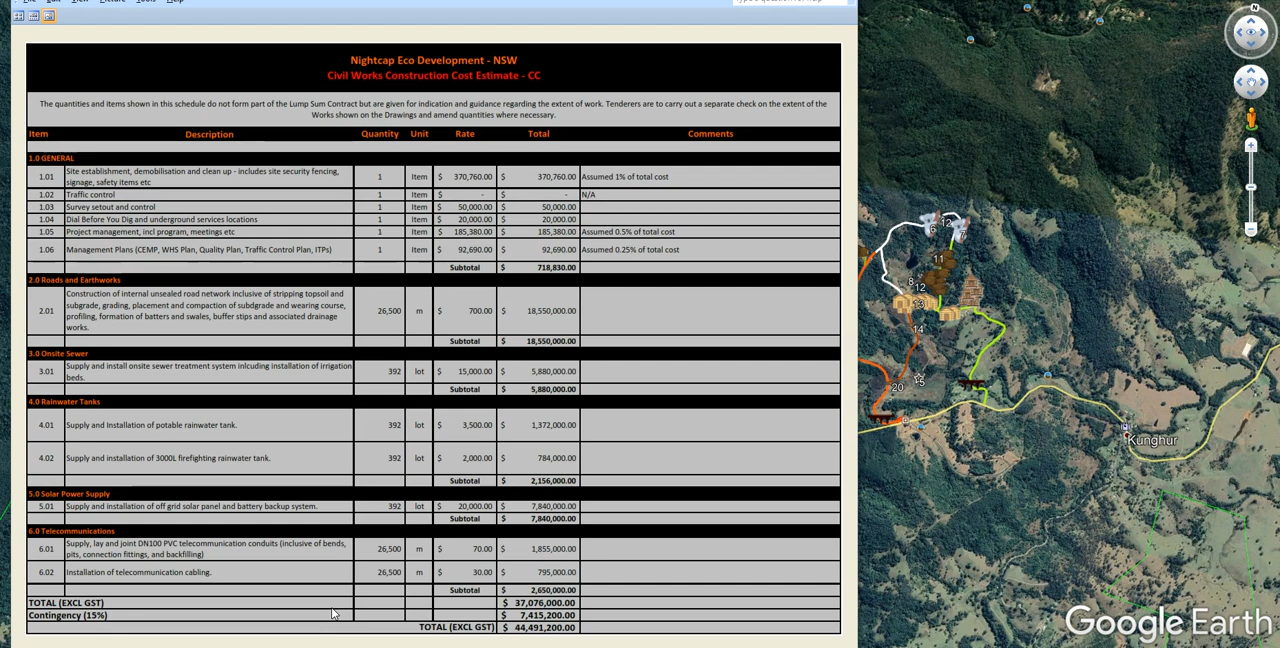 Nightcap Eco Development - NSW
Civil Works Construction Cost Estimate - CC
The quantities and items shown in this schedule do not form part of the Lump Sum Contract but are given for indication and guidance regarding the extent of work. Tenderers are to carry out a separate check on the extent of the
Works shown on the Drawings and amend quantities where necessary.
Item Description Quantity Unit Rate Total Comments
1.0 GENERAL
1.01 Site establishment, demobilisation and clean up - includes site security fencing, signage, safety items etc 1 Item $ 370,760.00 $ 370,760.00 Assumed 1% of total cost
1.02 Traffic control 1 Item $ - $ - N/A
1.03 Survey setout and control 1 Item $ 50,000.00 $ 50,000.00
1.04 Dial Before You Dig and underground services locations 1 Item $ 20,000.00 $ 20,000.00
1.05 Project management, incl program, meetings etc 1 Item $ 185,380.00 $ 185,380.00 Assumed 0.5% of total cost
1.06 Management Plans (CEMP, WHS Plan, Quality Plan, Traffic Control Plan, ITPs) 1 Item $ 92,690.00 $ 92,690.00 Assumed 0.25% of total cost
Subtotal $ 718,830.00
2.0 Roads and Earthworks
2.01 Construction of internal unsealed road network inclusive of stripping topsoil and subgrade, grading, placement and compaction of subdgrade and wearing course, profiling, formation of batters and swales, buffer stips and associated drainage works. 26,500 m $ 700.00 $ 18,550,000.00
Subtotal $ 18,550,000.00
3.0 Onsite Sewer
3.01 Supply and install onsite sewer treatment system inlcuding installation of irrigation beds. 392 lot $ 15,000.00 $ 5,880,000.00
Subtotal $ 5,880,000.00
4.0 Rainwater Tanks
4.01 Supply and Installation of potable rainwater tank. 392 lot $ 3,500.00 $ 1,372,000.00
4.02 Supply and installation of 3000L firefighting rainwater tank. 392 lot $ 2,000.00 $ 784,000.00
Subtotal $ 2,156,000.00
5.0 Solar Power Supply
5.01 Supply and installation of off grid solar panel and battery backup system. 392 lot $ 20,000.00 $ 7,840,000.00
Subtotal $ 7,840,000.00
6.0 Telecommunications
6.01 Supply, lay and joint DN100 PVC telecommunication conduits (inclusive of bends, pits, connection fittings, and backfilling) 26,500 m $ 70.00 $ 1,855,000.00
6.02 Installation of telecommunication cabling. 26,500 m $ 30.00 $ 795,000.00
Subtotal $ 2,650,000.00
TOTAL (EXCL GST) $ 37,076,000.00
Contingency (15%) $ 7,415,200.00
TOTAL (EXCL GST) $ 44,491,200.00
N
12
6
7
11
8
12
13
14
20
5
Kunghur
Google Earth